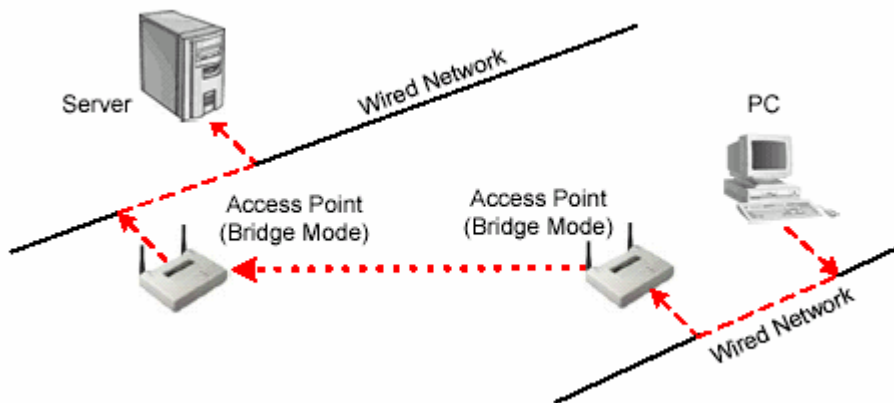 Server
Wired Network
PC
Access Point
(Bridge Mode)
Access Point
(Bridge Mode)
Wired Network